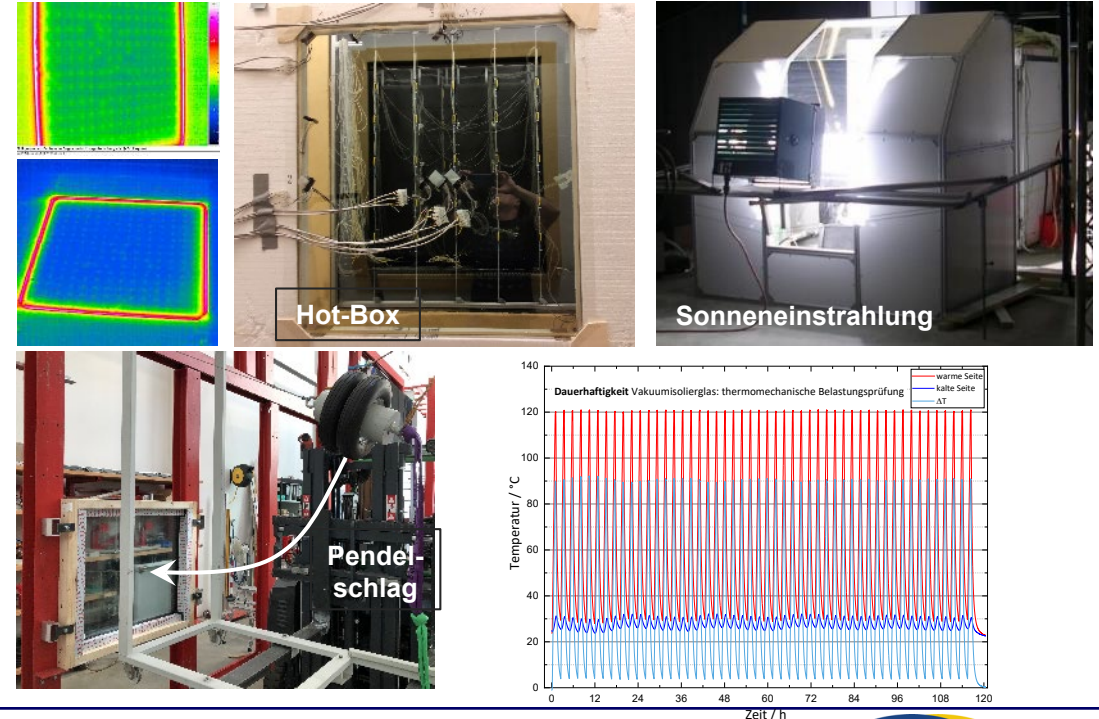 Hot-Box
Sonneneinstrahlung
Pendel-
schlag
Dauerhaftigkeit Vakuumisolierglas: thermomechanische Belastungsprüfung
warme Seite
kalte Seite
ΔT
Temperatur / °C
140
120
100
80
60
40
20
0
0 12 24 36 48 60 72 84 96 108 120
Zeit / h